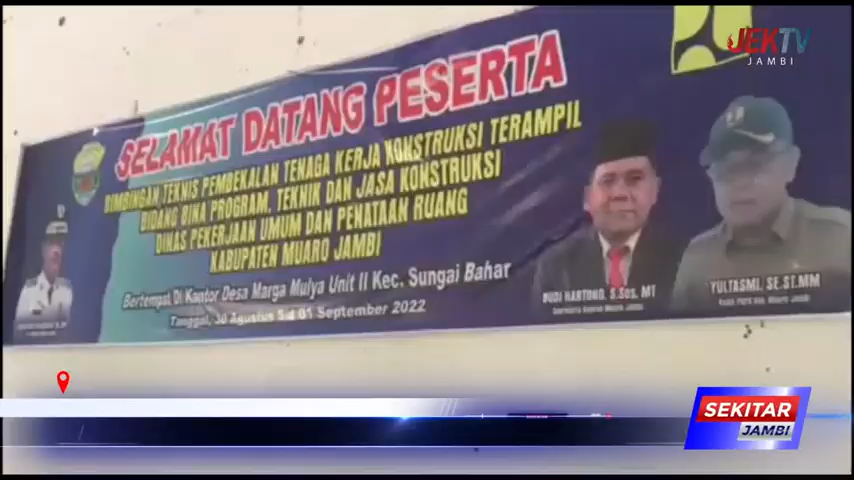 JEKTV
JAMBI
SELAMAT DATANG PESERTA
BIMBINGAN TEKNIS PEMBEKALAN TENAGA KERJA KONSTRUKSI TERAMPIL
BIDANG BINA PROGRAM, TEKNIK DAN JASA KONSTRUKSI
DINAS PEKERJAAN UMUM DAN PENATAAN RUANG
KABUPATEN MUARO JAMBI
Bertempat Di Kantor Desa Marga Mulya Unit II Kec. Sungai Bahar
Tanggal, 30 Agustus S.d 01 September 2022
BUDI HARTONO, S.Sos, MT
YULTASMI, SE.ST.MM
SEKITAR
JAMBI